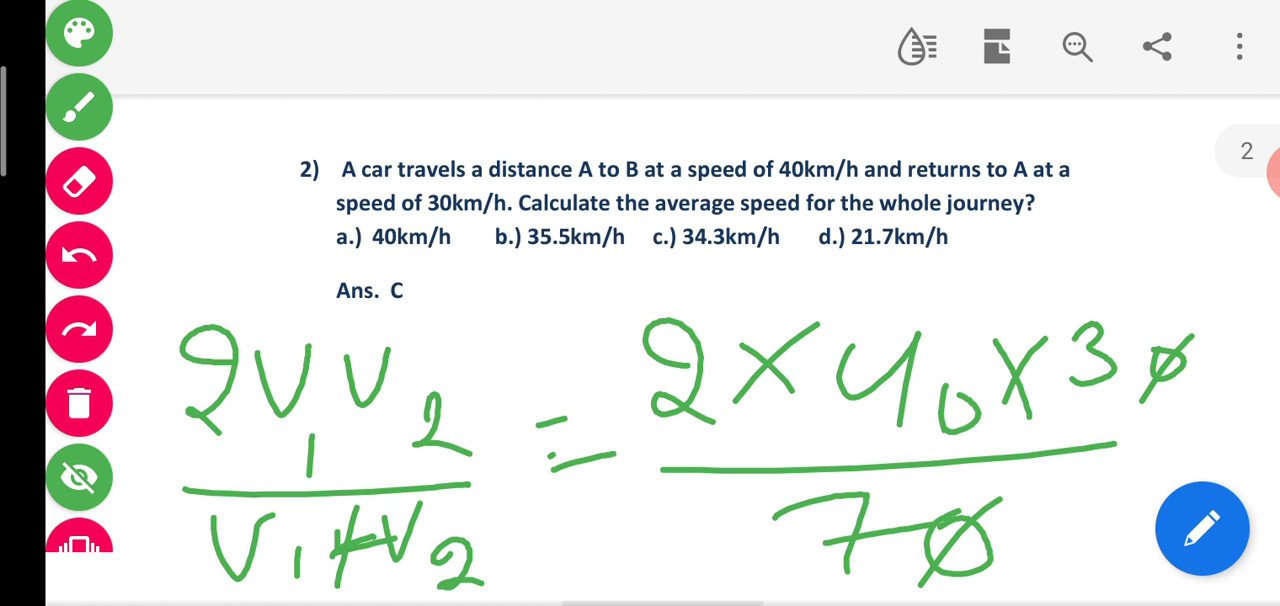 2
2) A car travels a distance A to B at a speed of 40km/h and returns to A at a
speed of 30km/h. Calculate the average speed for the whole journey?
a.) 40km/h b.) 35.5km/h c.) 34.3km/h d.) 21.7km/h
Ans. C
2V₁V₂ = 2×40×30
V₁+V₂ 70